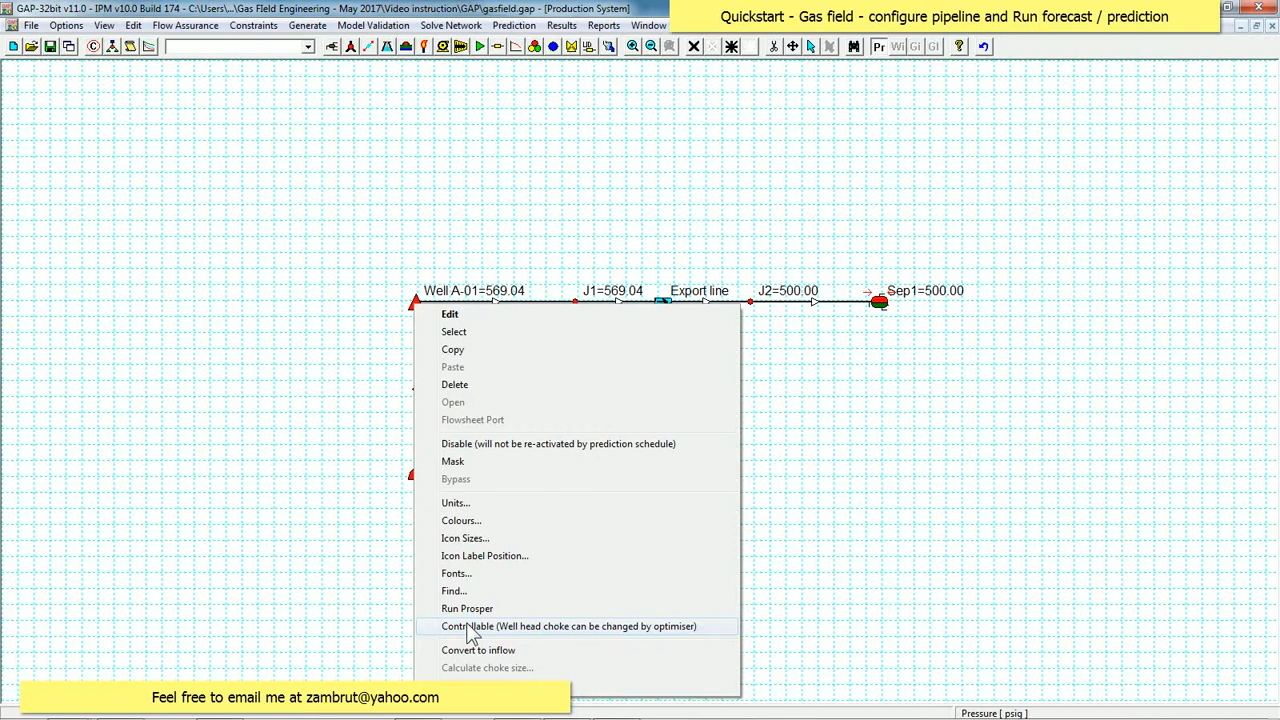 GAP-32bit v11.0 - IPM v10.0 Build 174 - C:\Users\...\Gas Field Engineering - May 2017\Video instruction\GAP\gasfield.gap - [Production System]
Quickstart - Gas field - configure pipeline and Run forecast / prediction
File Options View Edit Flow Assurance Constraints Generate Model Validation Solve Network Prediction Results Reports Window
Pr Wi Gi Gl
Well A-01=569.04 J1=569.04 Export line J2=500.00 Sep1=500.00
Edit
Select
Copy
Paste
Delete
Open
Flowsheet Port
Disable (will not be re-activated by prediction schedule)
Mask
Bypass
Units...
Colours...
Icon Sizes...
Icon Label Position...
Fonts...
Find...
Run Prosper
Controllable (Well head choke can be changed by optimiser)
Convert to inflow
Calculate choke size...
Feel free to email me at zambrut@yahoo.com
Pressure [ psig ]